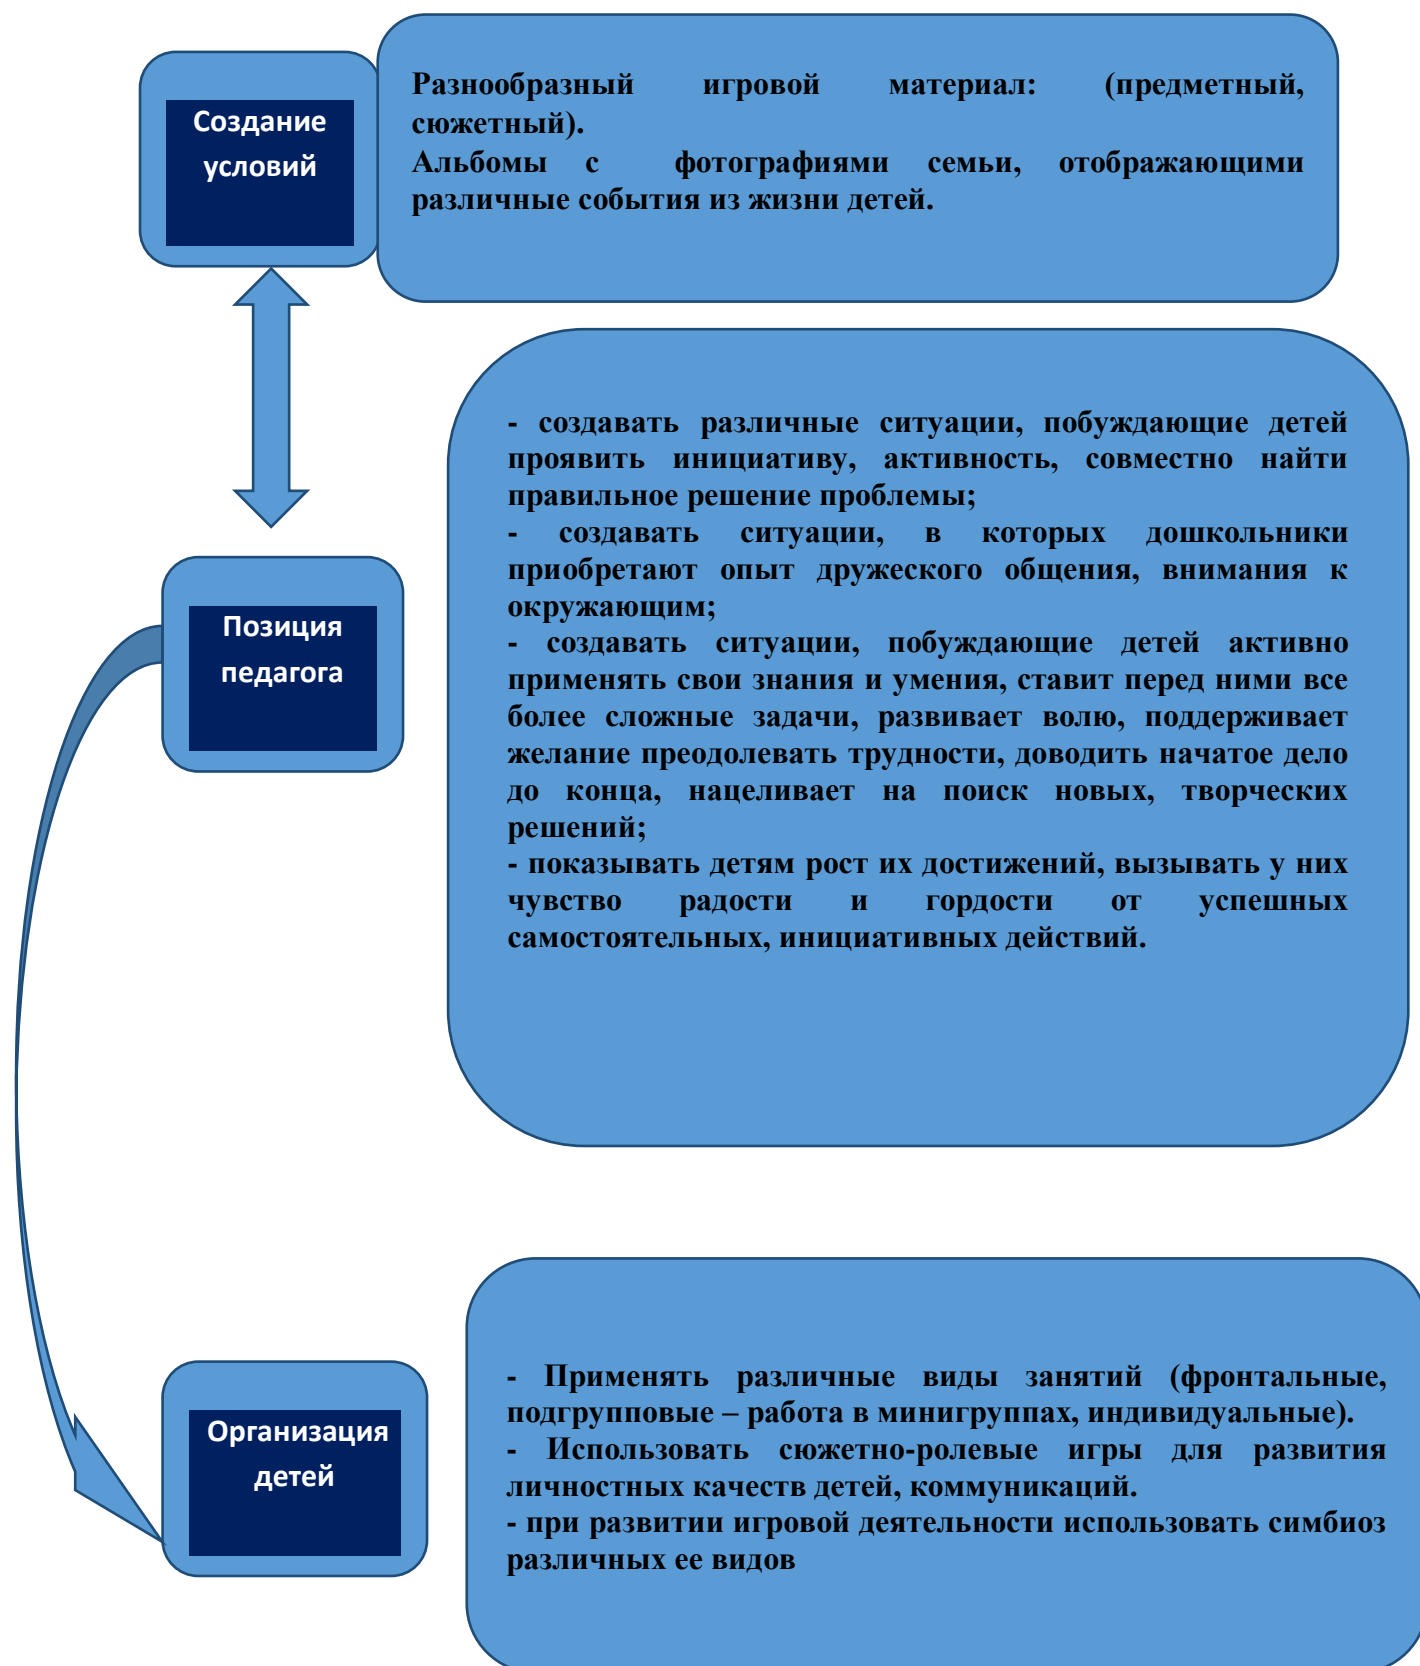 Создание
условий
Разнообразный игровой материал: (предметный,
сюжетный).
Альбомы с фотографиями семьи, отображающими
различные события из жизни детей.
Позиция
педагога
- создавать различные ситуации, побуждающие детей
проявить инициативу, активность, совместно найти
правильное решение проблемы;
- создавать ситуации, в которых дошкольники
приобретают опыт дружеского общения, внимания к
окружающим;
- создавать ситуации, побуждающие детей активно
применять свои знания и умения, ставит перед ними все
более сложные задачи, развивает волю, поддерживает
желание преодолевать трудности, доводить начатое дело
до конца, нацеливает на поиск новых, творческих
решений;
- показывать детям рост их достижений, вызывать у них
чувство радости и гордости от успешных
самостоятельных, инициативных действий.
Организация
детей
- Применять различные виды занятий (фронтальные,
подгрупповые – работа в минигруппах, индивидуальные).
- Использовать сюжетно-ролевые игры для развития
личностных качеств детей, коммуникаций.
- при развитии игровой деятельности использовать симбиоз
различных ее видов